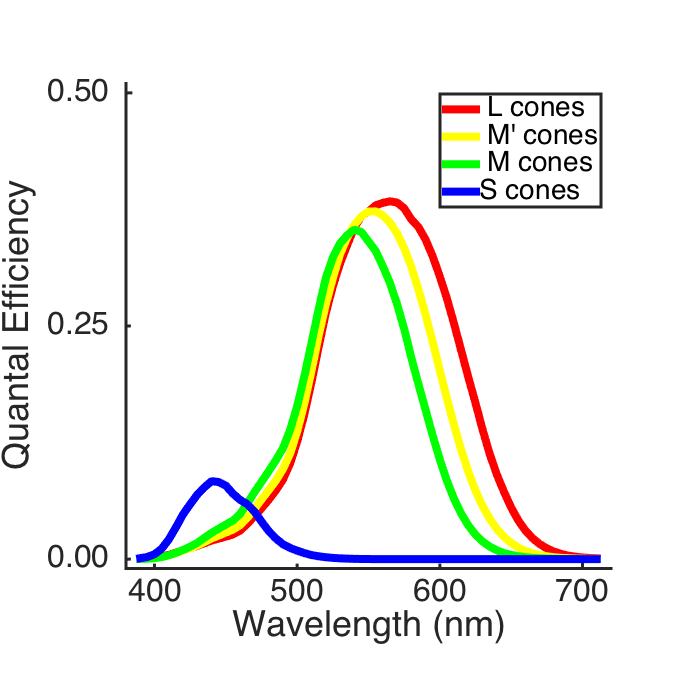 0.50
L cones
M' cones
M cones
S cones
Quantal Efficiency
0.25
0.00
400 500 600 700
Wavelength (nm)